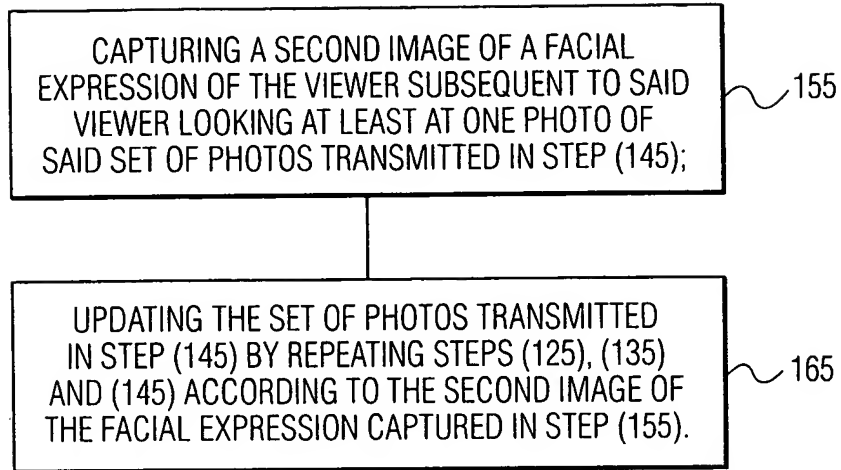 CAPTURING A SECOND IMAGE OF A FACIAL
EXPRESSION OF THE VIEWER SUBSEQUENT TO SAID
VIEWER LOOKING AT LEAST AT ONE PHOTO OF
SAID SET OF PHOTOS TRANSMITTED IN STEP (145);
155
UPDATING THE SET OF PHOTOS TRANSMITTED
IN STEP (145) BY REPEATING STEPS (125), (135)
AND (145) ACCORDING TO THE SECOND IMAGE OF
THE FACIAL EXPRESSION CAPTURED IN STEP (155).
165